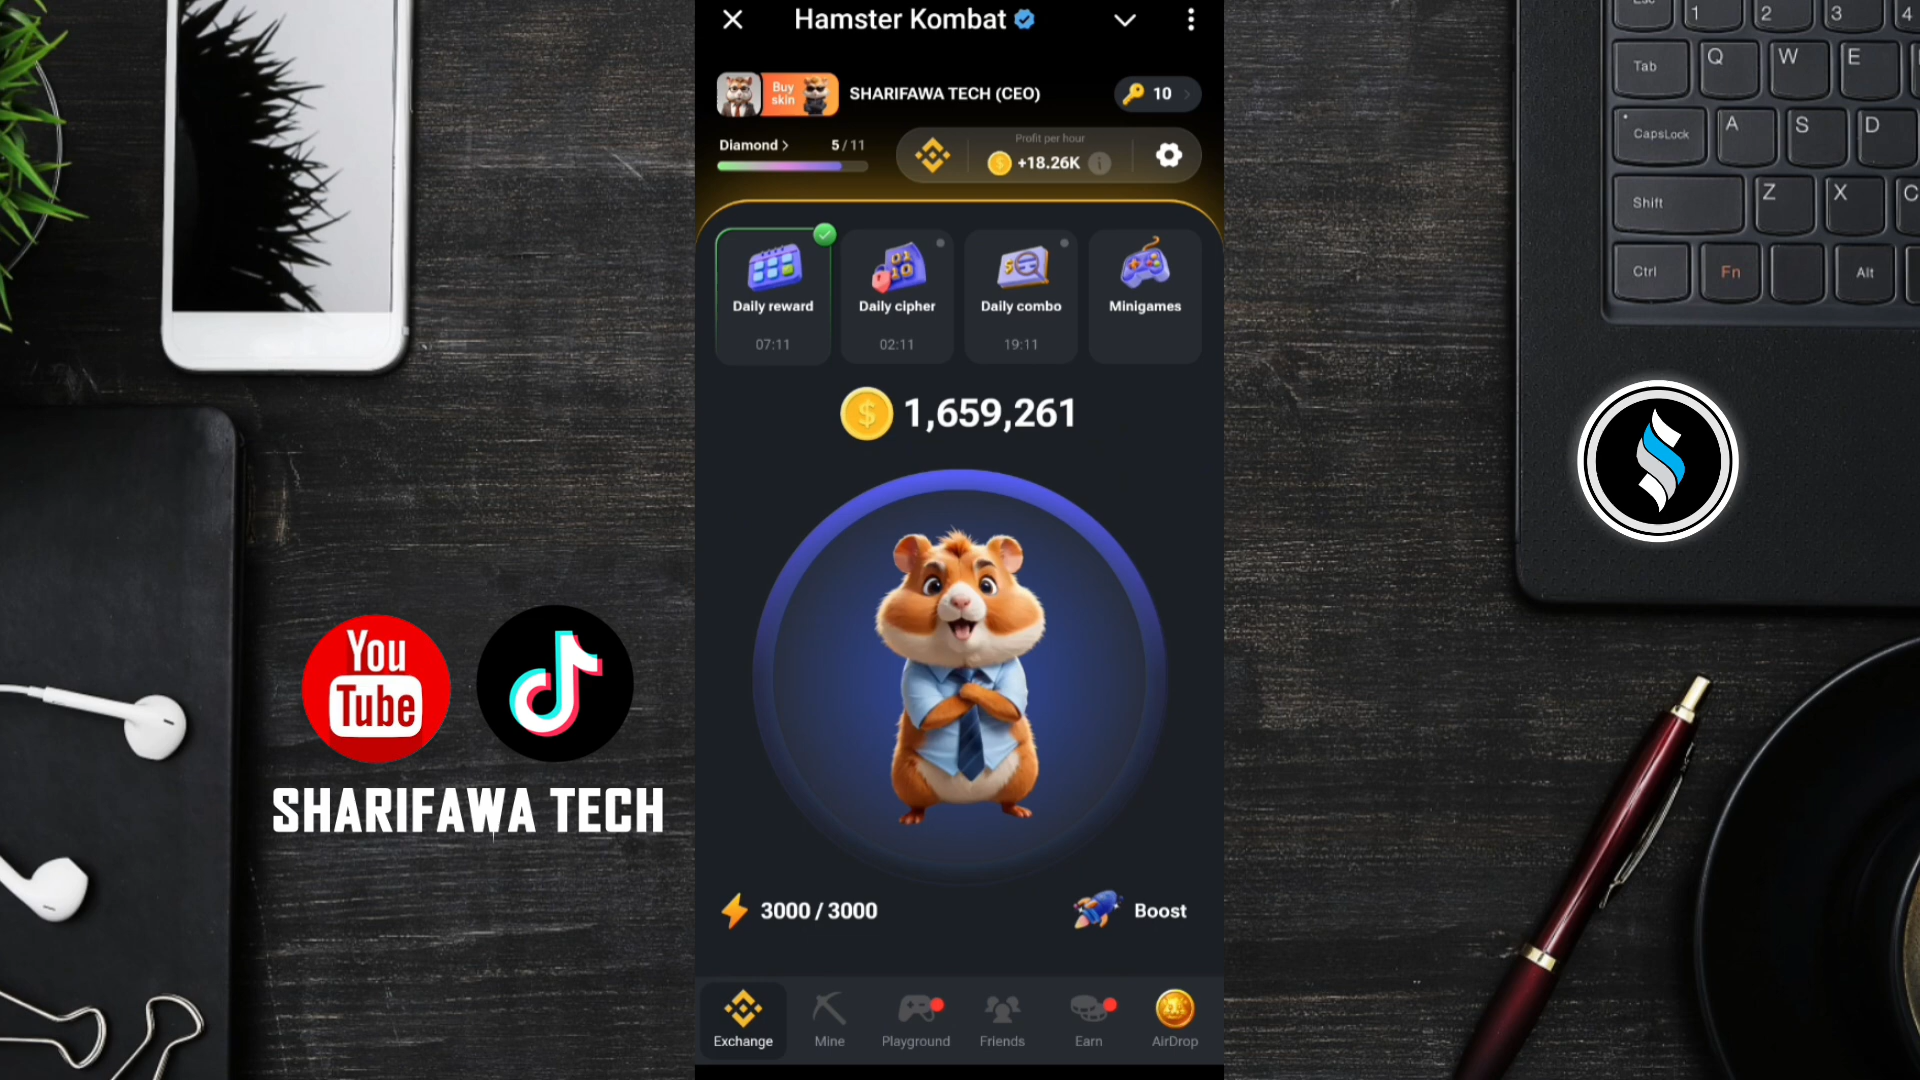 Hamster Kombat
Buy
skin
SHARIFAWA TECH (CEO)
10
Diamond >
5 / 11
Profit per hour
$ +18.26K i
Daily reward
07:11
Daily cipher
02:11
Daily combo
19:11
Minigames
$ 1,659,261
You
Tube
SHARIFAWA TECH
3000 / 3000
Boost
Exchange
Mine
Playground
Friends
Earn
AirDrop
Esc
1 2 3 4
Tab Q W E
CapsLock A S D
Shift Z X C
Ctrl Fn Alt